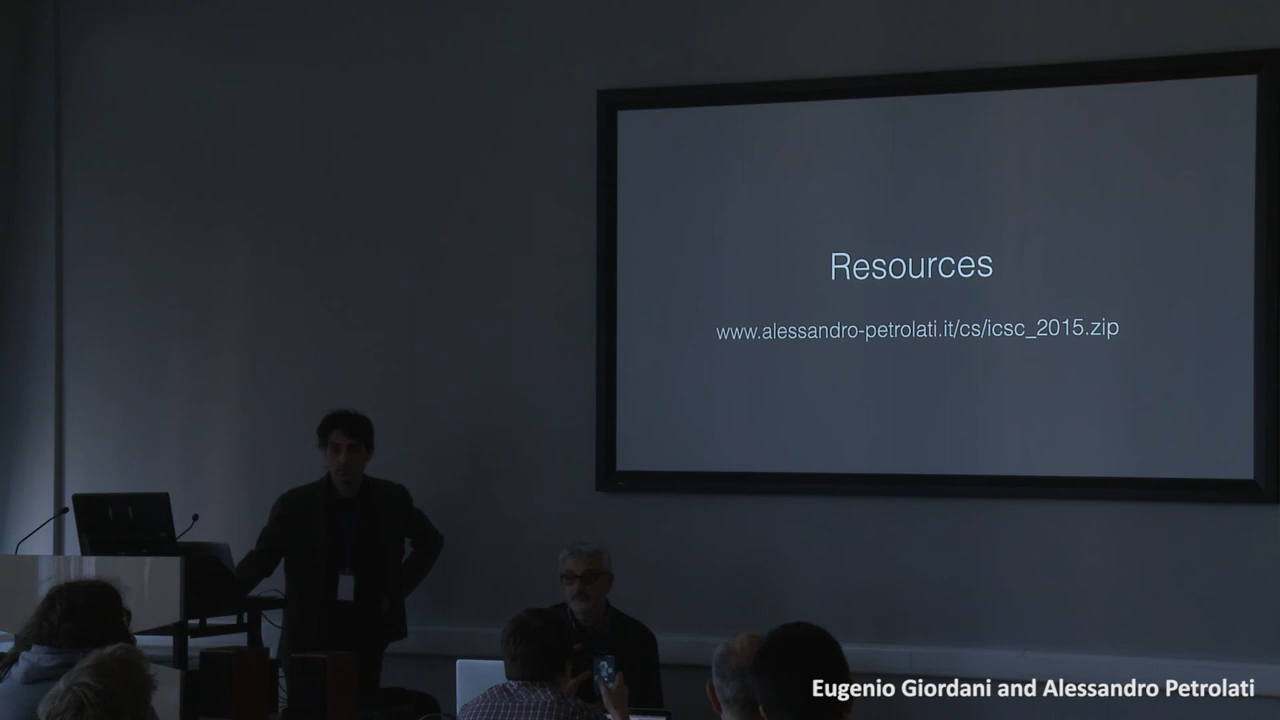 Resources
www.alessandro-petrolati.it/cs/icsc_2015.zip
Eugenio Giordani and Alessandro Petrolati